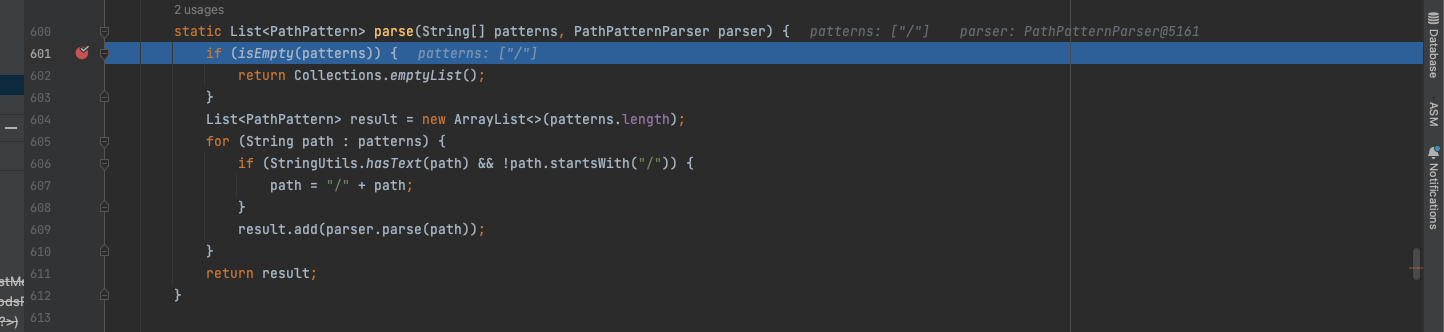 2 usages
600 static List<PathPattern> parse(String[] patterns, PathPatternParser parser) { patterns: ["/"] parser: PathPatternParser@5161
601 if (isEmpty(patterns)) { patterns: ["/"]
602 return Collections.emptyList();
603 }
604 List<PathPattern> result = new ArrayList<>(patterns.length);
605 for (String path : patterns) {
606 if (StringUtils.hasText(path) && !path.startsWith("/")) {
607 path = "/" + path;
608 }
609 result.add(parser.parse(path));
610 }
611 return result;
612 }
613
stMe
odsF
?>)
Database
ASM
Notifications